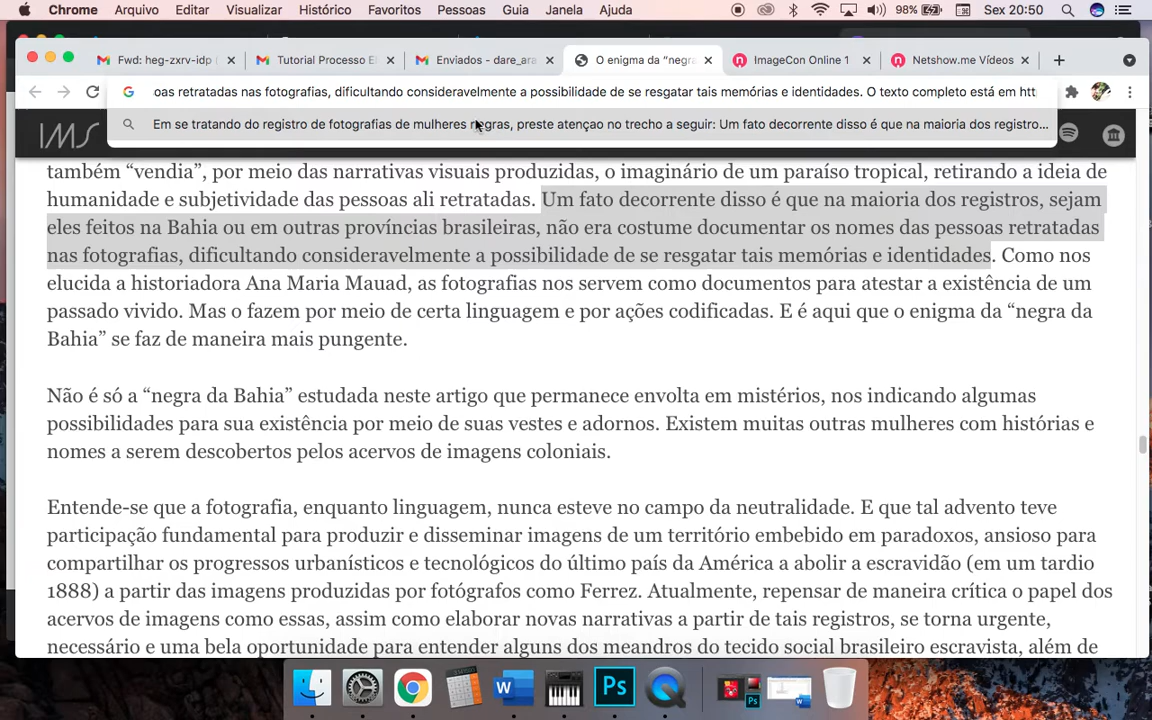 Chrome Arquivo Editar Visualizar Histórico Favoritos Pessoas Guia Janela Ajuda 98% Sex 20:50
Fwd: heg-zxrv-idp ( Tutorial Processo El Enviados - dare_ara O enigma da “negra ImageCon Online 1 Netshow.me Vídeos
oas retratadas nas fotografias, dificultando consideravelmente a possibilidade de se resgatar tais memórias e identidades. O texto completo está em htt
Em se tratando do registro de fotografias de mulheres negras, preste atençao no trecho a seguir: Um fato decorrente disso é que na maioria dos registro...
IMS
também “vendia”, por meio das narrativas visuais produzidas, o imaginário de um paraíso tropical, retirando a ideia de
humanidade e subjetividade das pessoas ali retratadas. Um fato decorrente disso é que na maioria dos registros, sejam
eles feitos na Bahia ou em outras províncias brasileiras, não era costume documentar os nomes das pessoas retratadas
nas fotografias, dificultando consideravelmente a possibilidade de se resgatar tais memórias e identidades. Como nos
elucida a historiadora Ana Maria Mauad, as fotografias nos servem como documentos para atestar a existência de um
passado vivido. Mas o fazem por meio de certa linguagem e por ações codificadas. E é aqui que o enigma da “negra da
Bahia” se faz de maneira mais pungente.
Não é só a “negra da Bahia” estudada neste artigo que permanece envolta em mistérios, nos indicando algumas
possibilidades para sua existência por meio de suas vestes e adornos. Existem muitas outras mulheres com histórias e
nomes a serem descobertos pelos acervos de imagens coloniais.
Entende-se que a fotografia, enquanto linguagem, nunca esteve no campo da neutralidade. E que tal advento teve
participação fundamental para produzir e disseminar imagens de um território embebido em paradoxos, ansioso para
compartilhar os progressos urbanísticos e tecnológicos do último país da América a abolir a escravidão (em um tardio
1888) a partir das imagens produzidas por fotógrafos como Ferrez. Atualmente, repensar de maneira crítica o papel dos
acervos de imagens como essas, assim como elaborar novas narrativas a partir de tais registros, se torna urgente,
necessário e uma bela oportunidade para entender alguns dos meandros do tecido social brasileiro escravista, além de
Ps